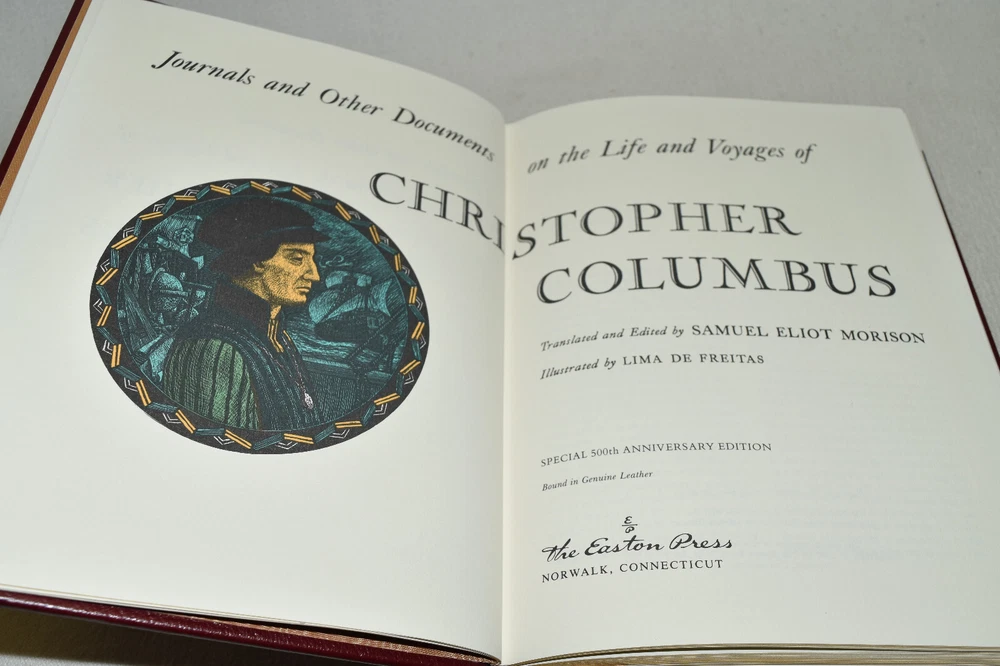 Journals and Other Documents on the Life and Voyages of
CHRISTOPHER
COLUMBUS
Translated and Edited by SAMUEL ELIOT MORISON
Illustrated by LIMA DE FREITAS
SPECIAL 500th ANNIVERSARY EDITION
Bound in Genuine Leather
E
P
the Easton Press
NORWALK, CONNECTICUT